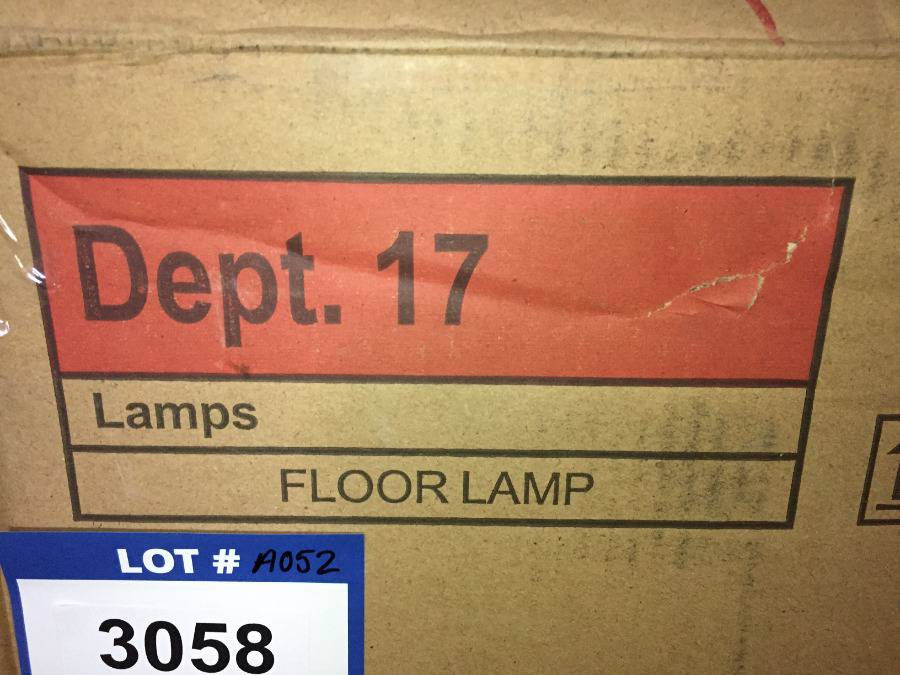 Dept. 17
Lamps
FLOOR LAMP
LOT # A052
3058